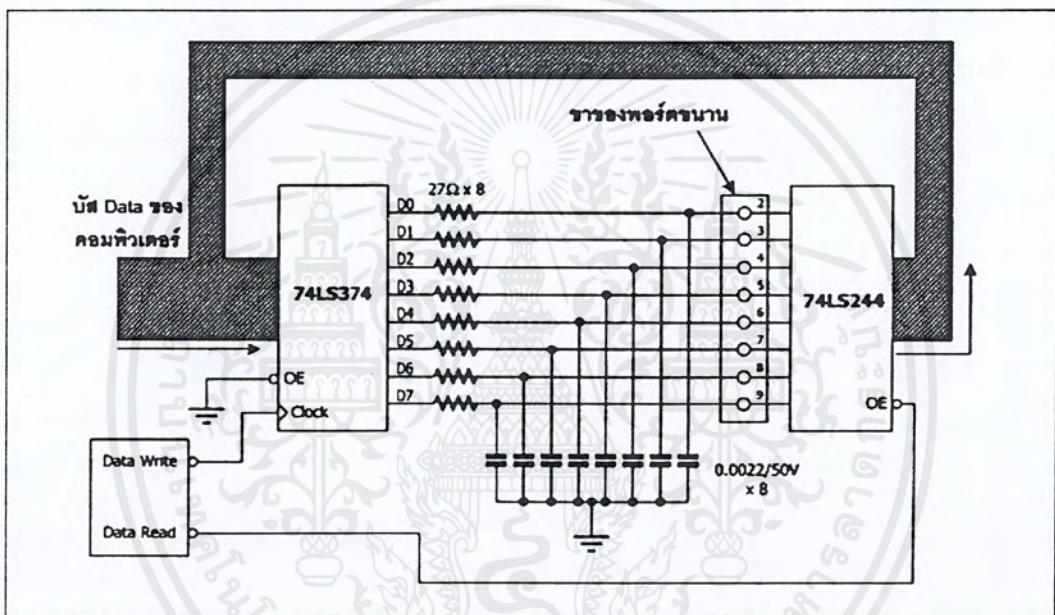 ขาของพอร์ตขนาน
27Ω x 8
บัส Data ของ
คอมพิวเตอร์
74LS374
D0
D1
D2
D3
D4
D5
D6
D7
2
3
4
5
6
7
8
9
74LS244
OE
Clock
OE
Data Write
Data Read
0.0022/50V
x 8